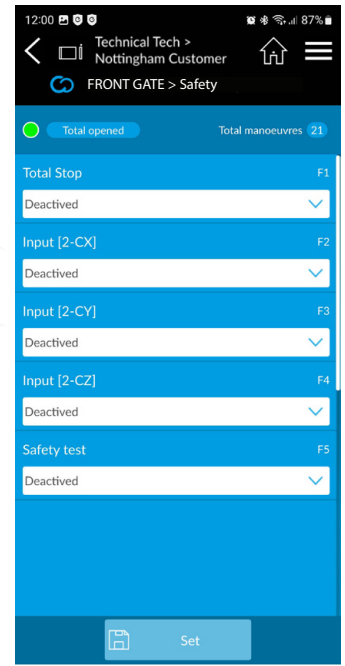 12:00 87%
Technical Tech >
Nottingham Customer
FRONT GATE > Safety
Total opened Total manoeuvres 21
Total Stop F1
Deactived
Input [2-CX] F2
Deactived
Input [2-CY] F3
Deactived
Input [2-CZ] F4
Deactived
Safety test F5
Deactived
Set